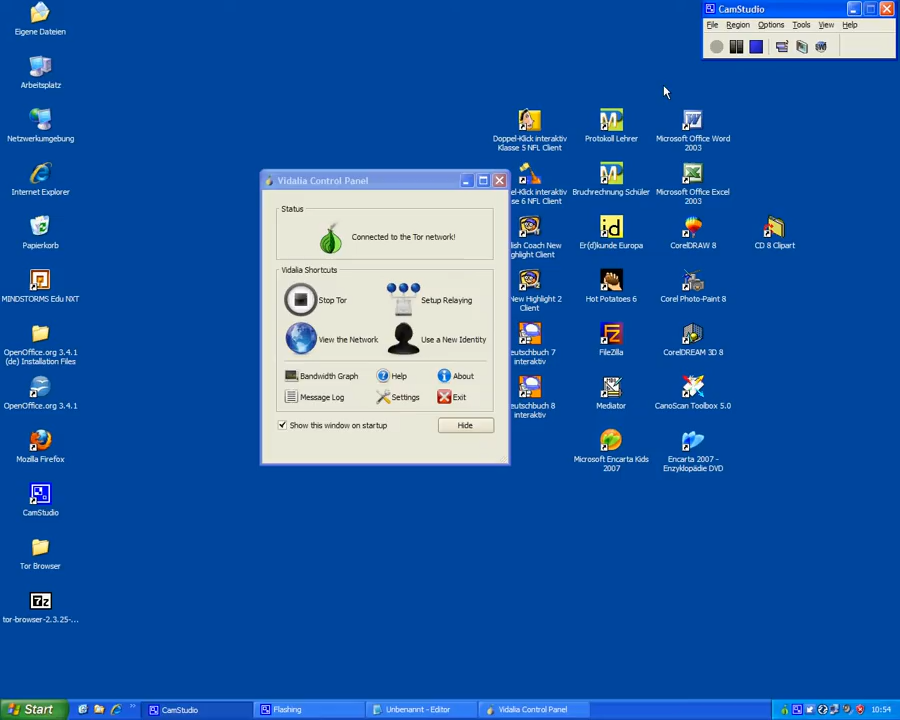 Eigene Dateien
Arbeitsplatz
Netzwerkumgebung
Internet Explorer
Papierkorb
MINDSTORMS Edu NXT
OpenOffice.org 3.4.1
(de) Installation Files
OpenOffice.org 3.4.1
Mozilla Firefox
CamStudio
Tor Browser
7z
tor-browser-2.3.25-...
CamStudio
File Region Options Tools View Help
Doppel-Klick interaktiv
Klasse 5 NFL Client
Protokoll Lehrer
Microsoft Office Word
2003
el-Klick interaktiv
sse 6 NFL Client
Bruchrechnung Schüler
Microsoft Office Excel
2003
lish Coach New
ghlight Client
id
Er(d)kunde Europa
CorelDRAW 8
CD 8 Clipart
New Highlight 2
Client
Hot Potatoes 6
Corel Photo-Paint 8
eutschbuch 7
interaktiv
FileZilla
CorelDREAM 3D 8
eutschbuch 8
interaktiv
Mediator
CanoScan Toolbox 5.0
Microsoft Encarta Kids
2007
Encarta 2007 -
Enzyklopädie DVD
Vidalia Control Panel
Status
Connected to the Tor network!
Vidalia Shortcuts
Stop Tor
Setup Relaying
View the Network
Use a New Identity
Bandwidth Graph
Help
About
Message Log
Settings
Exit
Show this window on startup
Hide
Start
CamStudio
Flashing
Unbenannt - Editor
Vidalia Control Panel
10:54